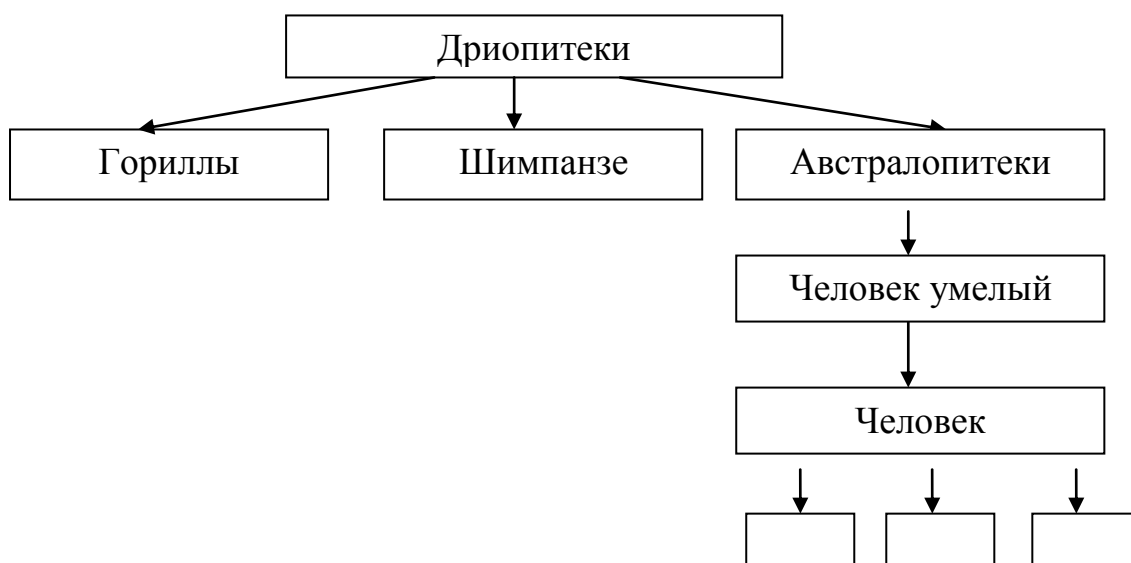 Дриопитеки
Гориллы
Шимпанзе
Австралопитеки
Человек умелый
Человек